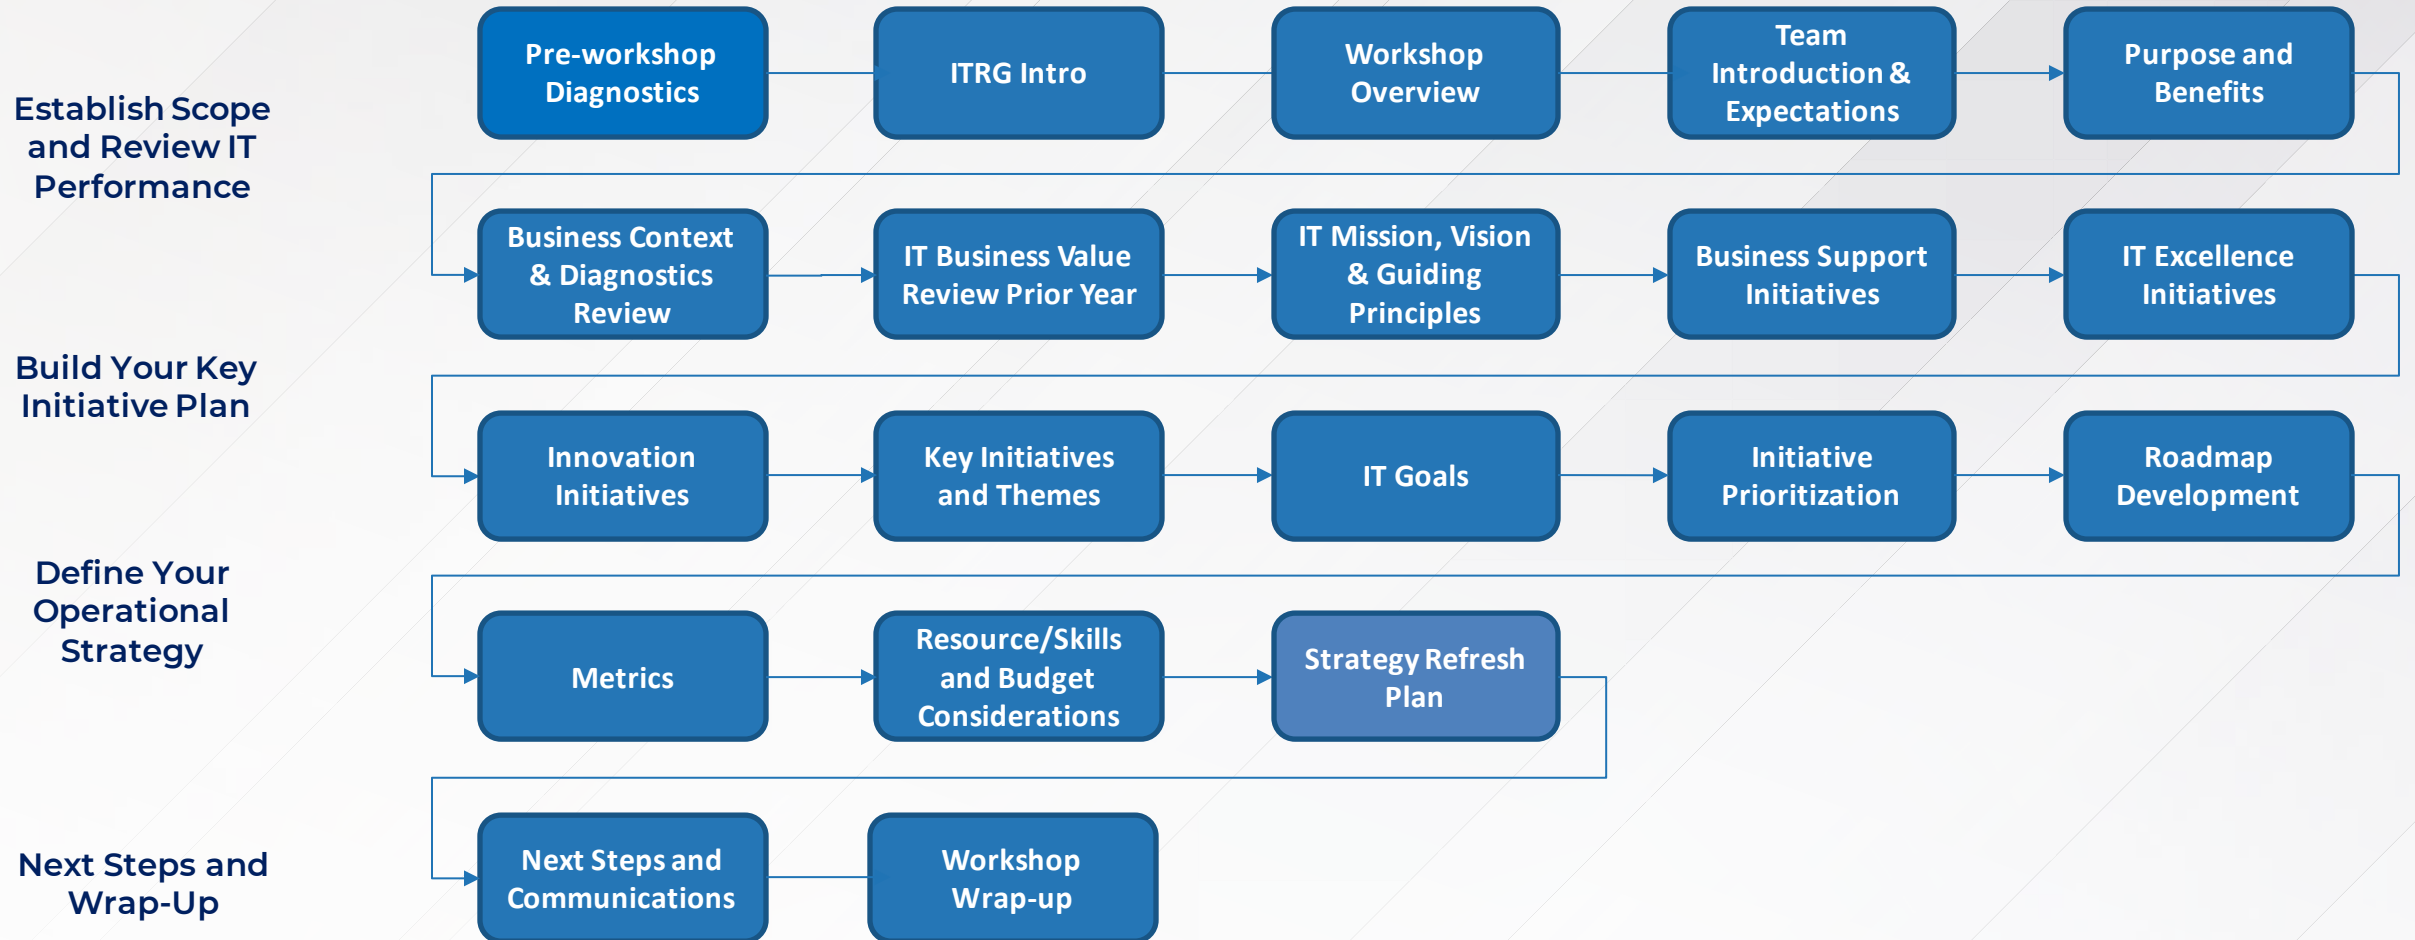 Pre-workshop
Diagnostics
ITRG Intro
Workshop
Overview
Team
Introduction &
Expectations
Purpose and
Benefits
Establish Scope
and Review IT
Performance
Business Context
& Diagnostics
Review
IT Business Value
Review Prior Year
IT Mission, Vision
& Guiding
Principles
Business Support
Initiatives
IT Excellence
Initiatives
Build Your Key
Initiative Plan
Innovation
Initiatives
Key Initiatives
and Themes
IT Goals
Initiative
Prioritization
Roadmap
Development
Define Your
Operational
Strategy
Metrics
Resource/Skills
and Budget
Considerations
Strategy Refresh
Plan
Next Steps and
Wrap-Up
Next Steps and
Communications
Workshop
Wrap-up